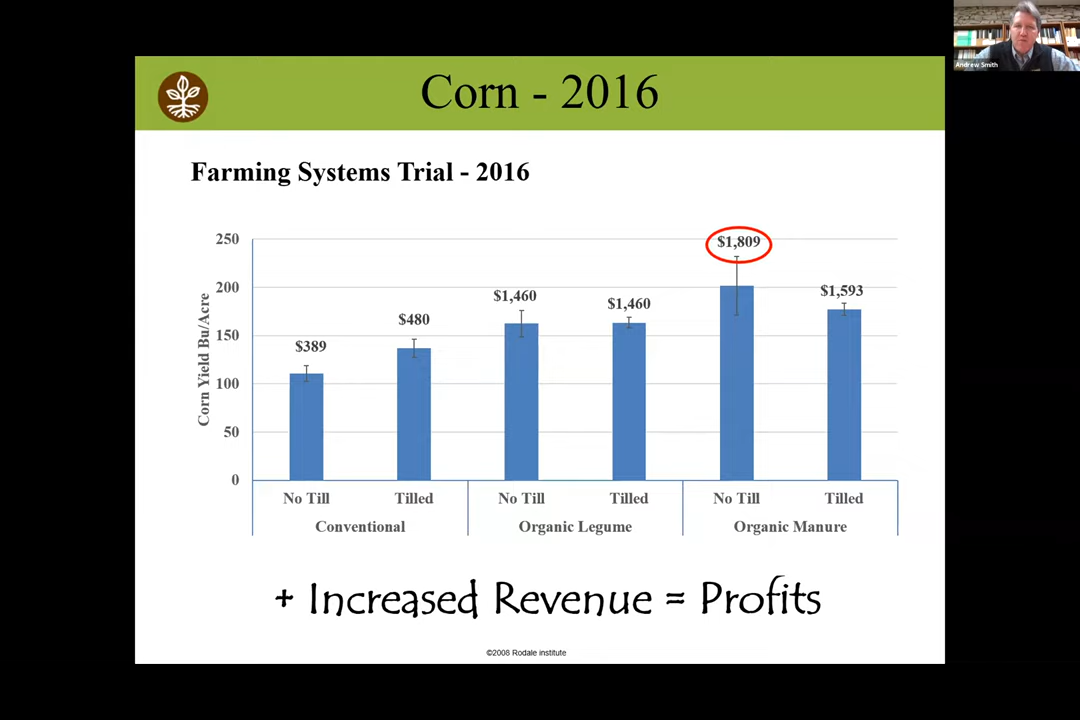 Andrew Smith
Corn - 2016
Farming Systems Trial - 2016
Corn Yield Bu/Acre
250
200
150
100
50
0
$389
$480
$1,460
$1,460
$1,809
$1,593
No Till
Tilled
No Till
Tilled
No Till
Tilled
Conventional
Organic Legume
Organic Manure
+ Increased Revenue = Profits
©2008 Rodale institute